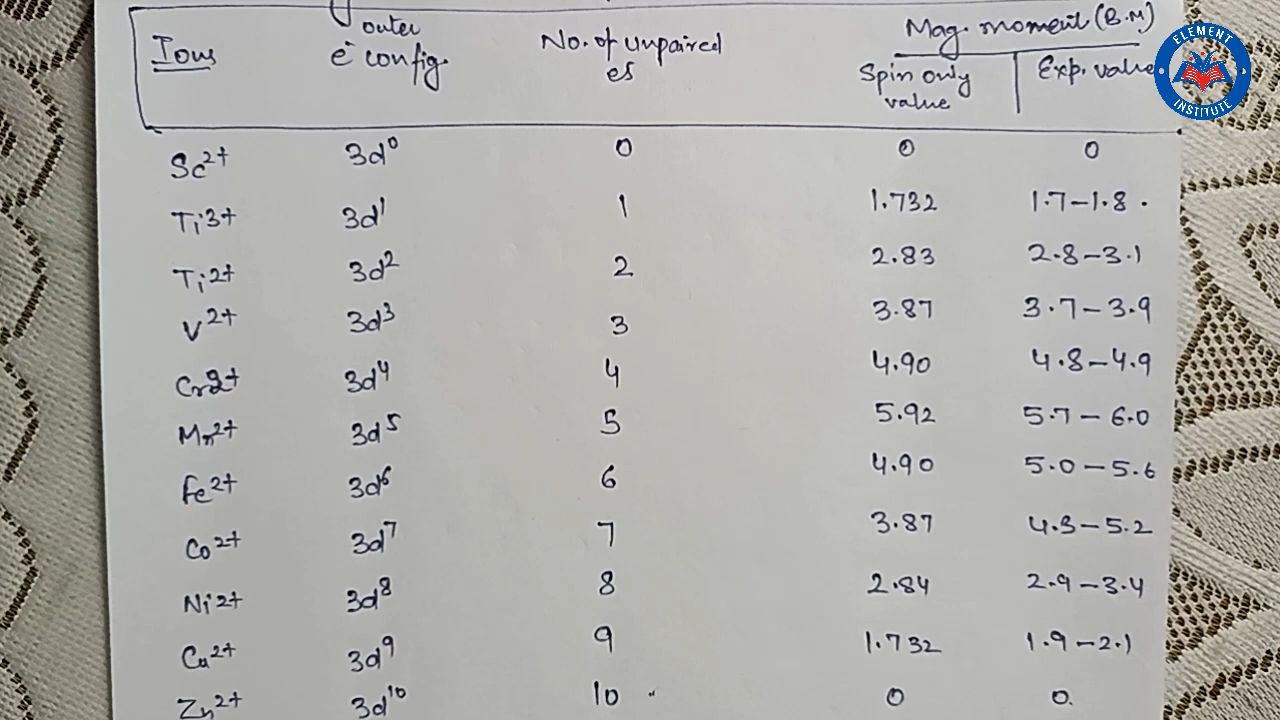 Ions outer e⁻ config. No. of unpaired es Mag. moment (B.M)
Spin only value Exp. value
ELEMENT INSTITUTE
Sc2+ 3d0 0 0 0
Ti3+ 3d1 1 1.732 1.7-1.8.
Ti2+ 3d2 2 2.83 2.8-3.1
V2+ 3d3 3 3.87 3.7-3.9
Cr2+ 3d4 4 4.90 4.8-4.9
Mn2+ 3d5 5 5.92 5.7-6.0
Fe2+ 3d6 6 4.90 5.0-5.6
Co2+ 3d7 7 3.87 4.3-5.2
Ni2+ 3d8 8 2.84 2.9-3.4
Cu2+ 3d9 9 1.732 1.9-2.1
Zn2+ 3d10 10 0 0.